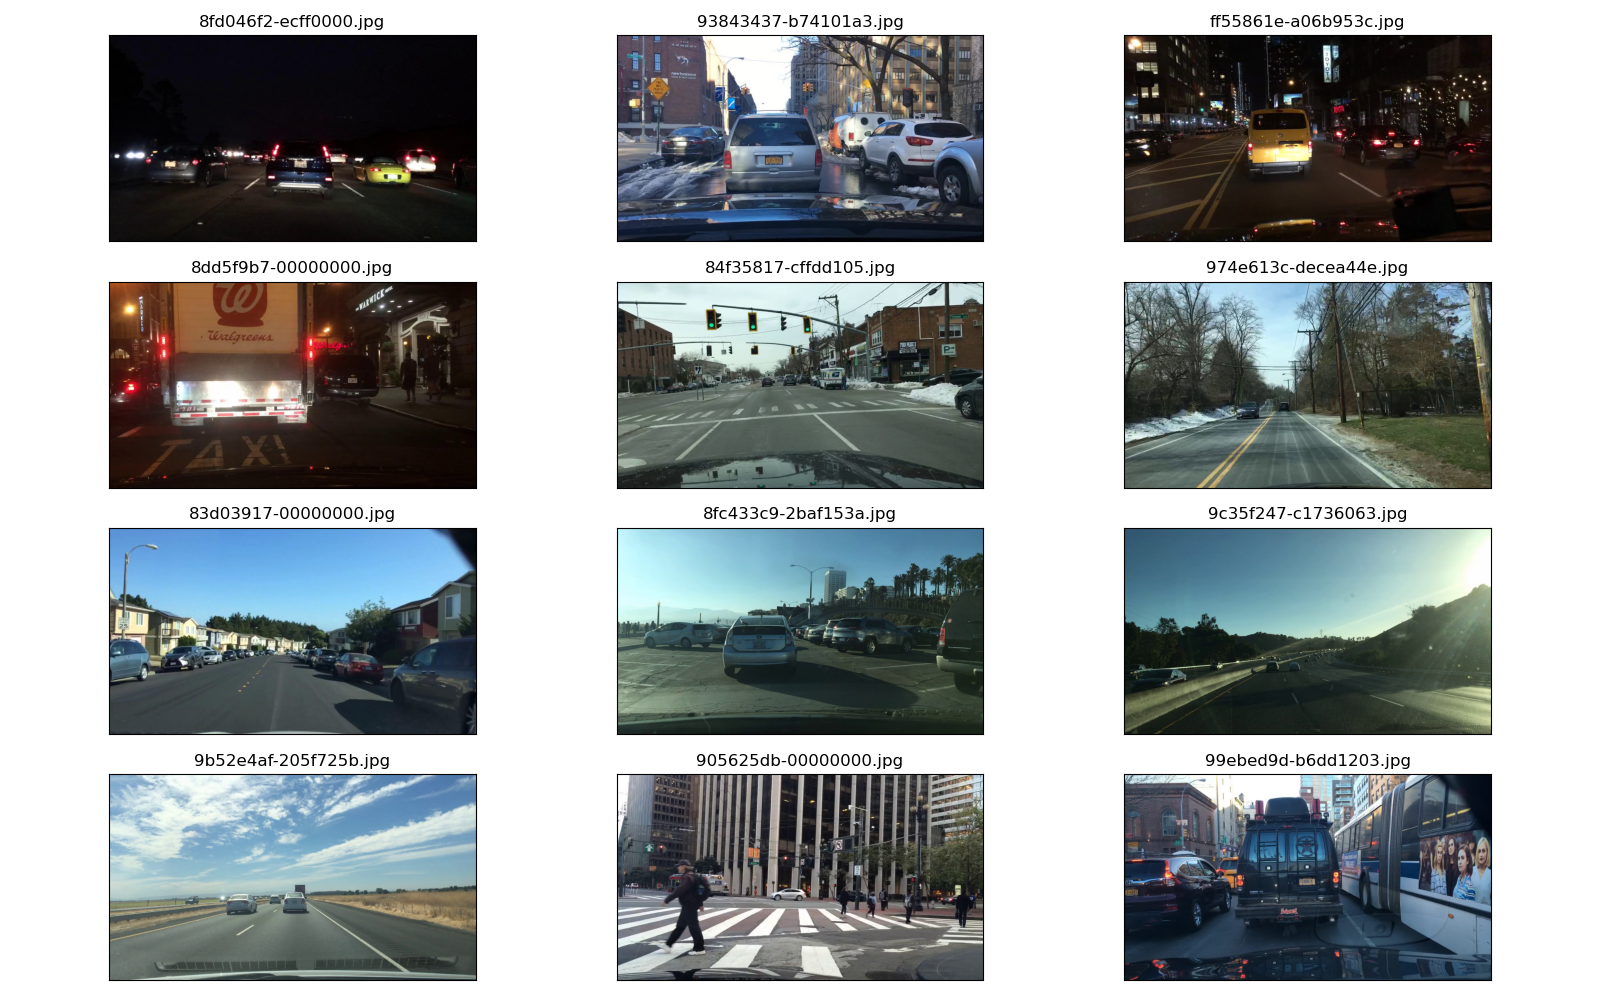 8fd046f2-ecff0000.jpg
93843437-b74101a3.jpg
ff55861e-a06b953c.jpg
TOYOTA
8dd5f9b7-00000000.jpg
84f35817-cffdd105.jpg
974e613c-decea44e.jpg
W
Walgreens
WARWICK
TAXI
83d03917-00000000.jpg
8fc433c9-2baf153a.jpg
9c35f247-c1736063.jpg
9b52e4af-205f725b.jpg
905625db-00000000.jpg
99ebed9d-b6dd1203.jpg